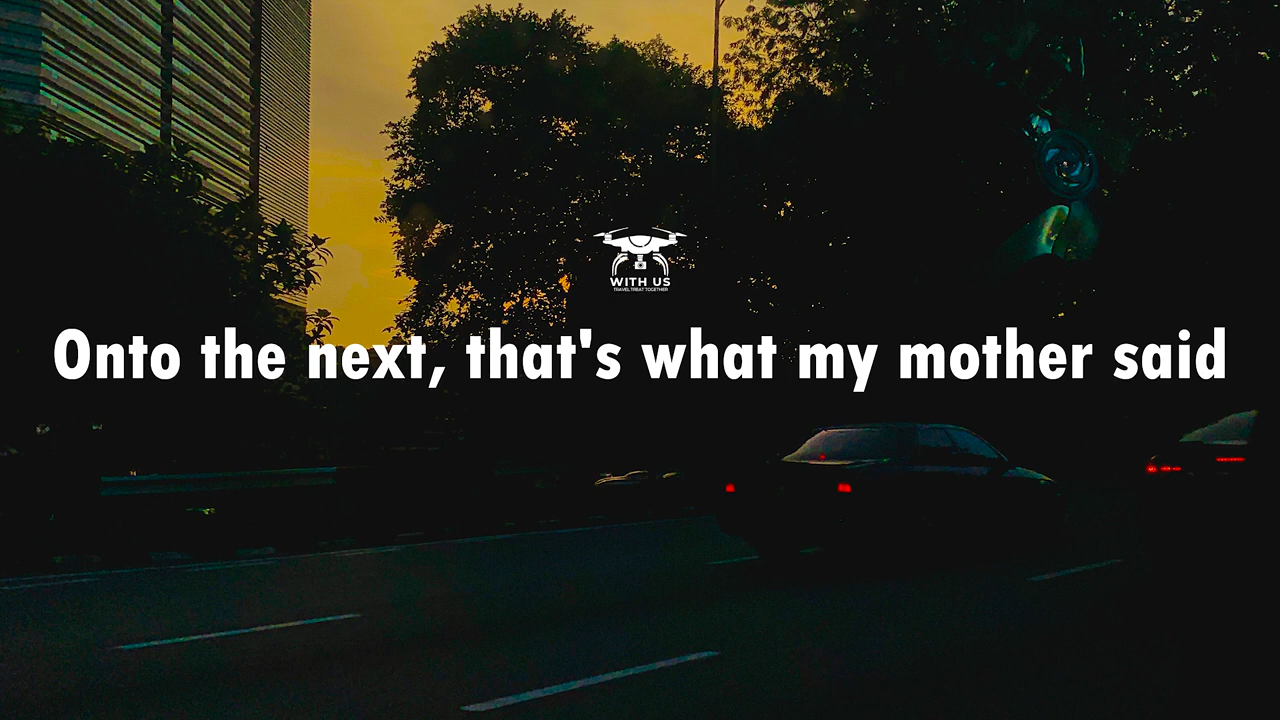 WITH US
TRAVEL TREAT TOGETHER
Onto the next, that's what my mother said